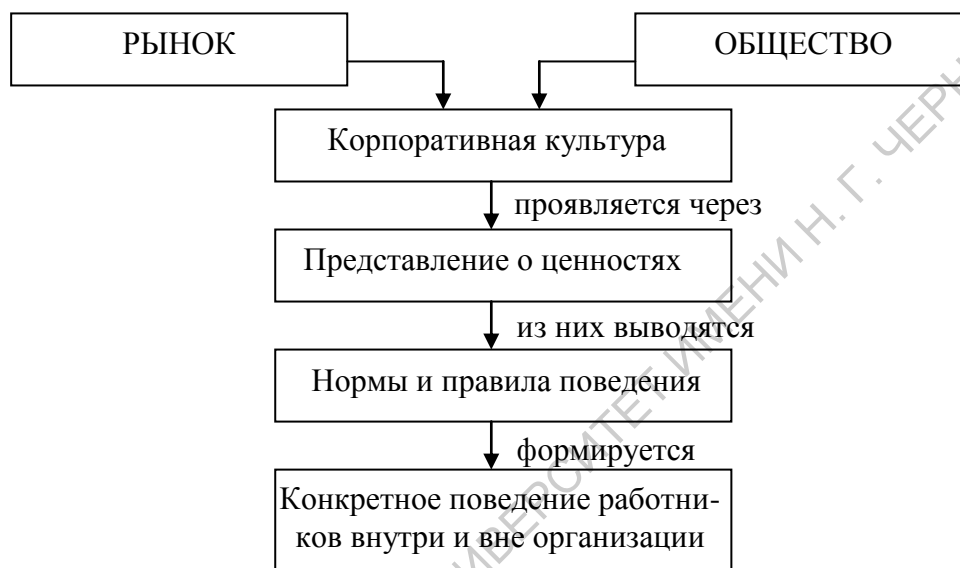 РЫНОК
ОБЩЕСТВО
Корпоративная культура
проявляется через
Представление о ценностях
из них выводятся
Нормы и правила поведения
формируется
Конкретное поведение работни-
ков внутри и вне организации
ИМЕНИ Н. Г.